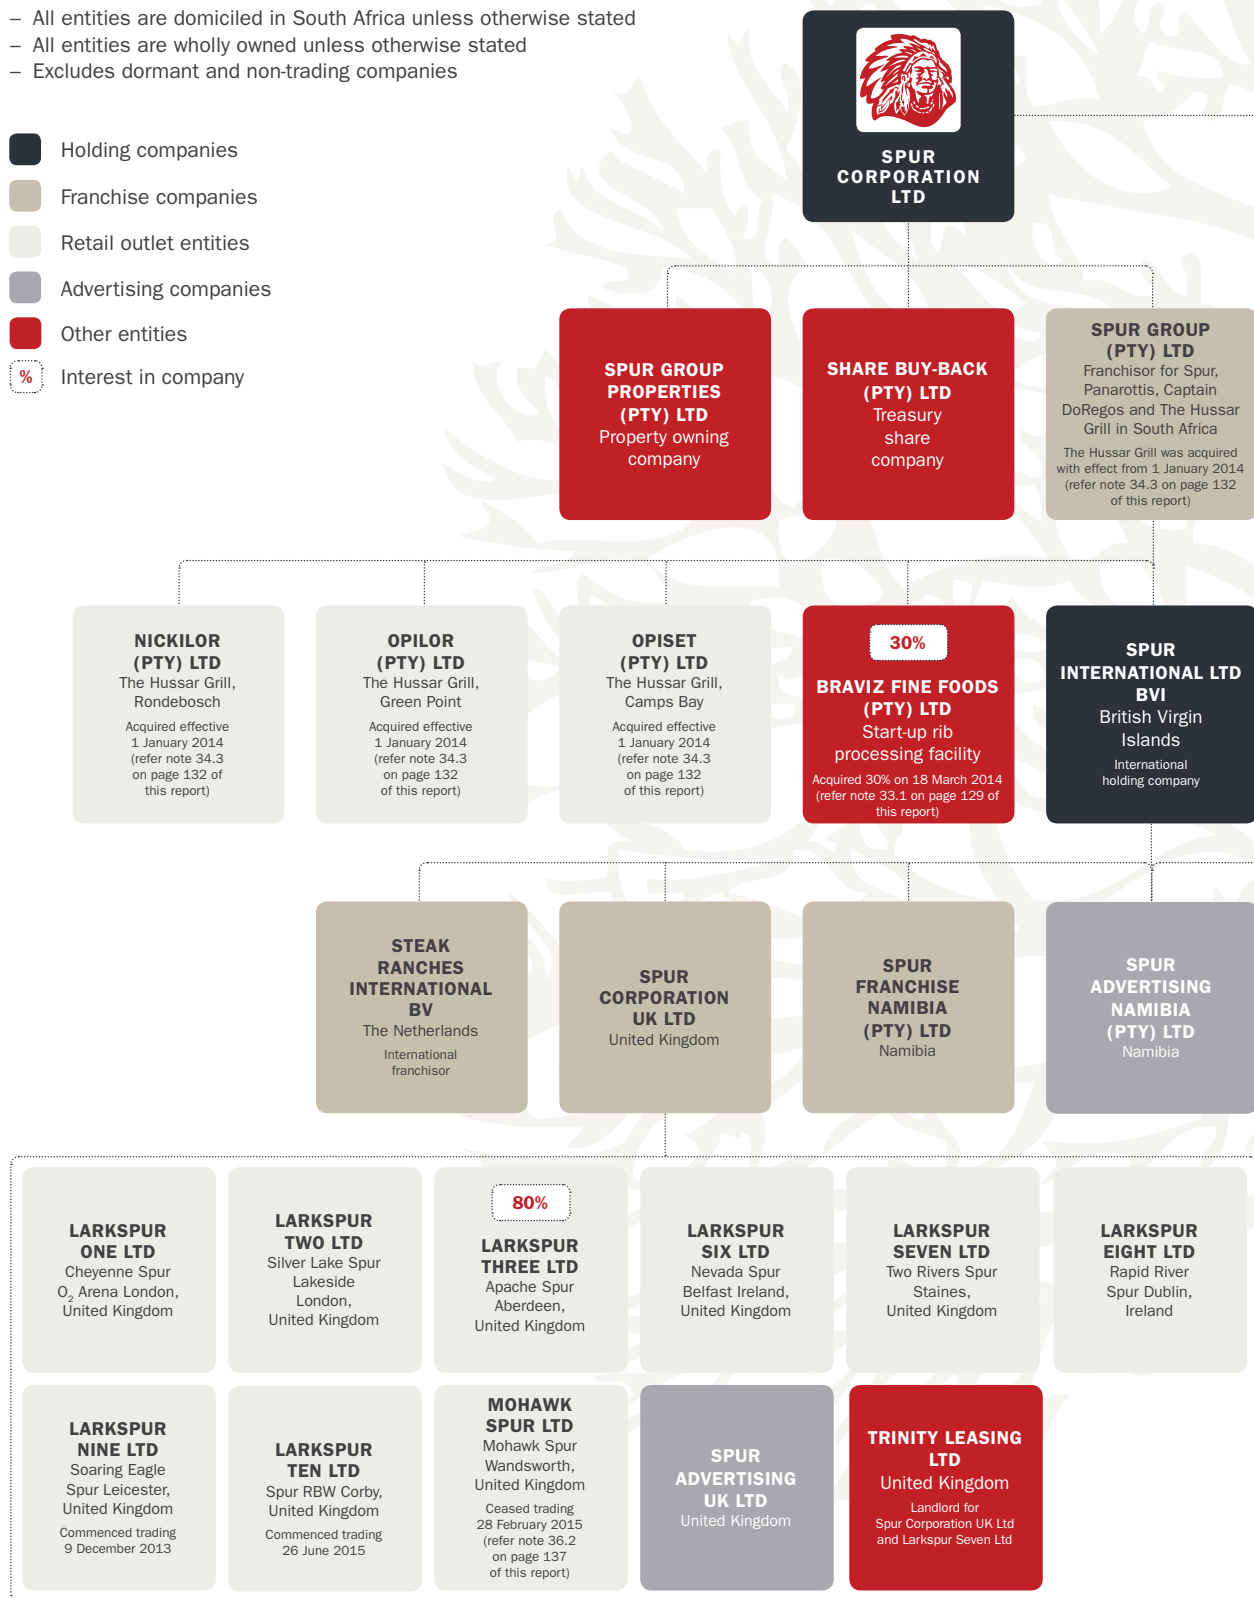 – All entities are domiciled in South Africa unless otherwise stated
– All entities are wholly owned unless otherwise stated
– Excludes dormant and non-trading companies
Holding companies
Franchise companies
Retail outlet entities
Advertising companies
Other entities
%
Interest in company
SPUR
CORPORATION
LTD
SPUR GROUP
PROPERTIES
(PTY) LTD
Property owning
company
SHARE BUY-BACK
(PTY) LTD
Treasury
share
company
SPUR GROUP
(PTY) LTD
Franchisor for Spur,
Panarottis, Captain
DoRegos and The Hussar
Grill in South Africa
The Hussar Grill was acquired
with effect from 1 January 2014
(refer note 34.3 on page 132
of this report)
NICKILOR
(PTY) LTD
The Hussar Grill,
Rondebosch
Acquired effective
1 January 2014
(refer note 34.3
on page 132 of
this report)
OPILOR
(PTY) LTD
The Hussar Grill,
Green Point
Acquired effective
1 January 2014
(refer note 34.3
on page 132
of this report)
OPISET
(PTY) LTD
The Hussar Grill,
Camps Bay
Acquired effective
1 January 2014
(refer note 34.3
on page 132
of this report)
30%
BRAVIZ FINE FOODS
(PTY) LTD
Start-up rib
processing facility
Acquired 30% on 18 March 2014
(refer note 33.1 on page 129 of
this report)
SPUR
INTERNATIONAL LTD
BVI
British Virgin
Islands
International
holding company
STEAK
RANCHES
INTERNATIONAL
BV
The Netherlands
International
franchisor
SPUR
CORPORATION
UK LTD
United Kingdom
SPUR
FRANCHISE
NAMIBIA
(PTY) LTD
Namibia
SPUR
ADVERTISING
NAMIBIA
(PTY) LTD
Namibia
LARKSPUR
ONE LTD
Cheyenne Spur
O₂ Arena London,
United Kingdom
LARKSPUR
TWO LTD
Silver Lake Spur
Lakeside
London,
United Kingdom
80%
LARKSPUR
THREE LTD
Apache Spur
Aberdeen,
United Kingdom
LARKSPUR
SIX LTD
Nevada Spur
Belfast Ireland,
United Kingdom
LARKSPUR
SEVEN LTD
Two Rivers Spur
Staines,
United Kingdom
LARKSPUR
EIGHT LTD
Rapid River
Spur Dublin,
Ireland
LARKSPUR
NINE LTD
Soaring Eagle
Spur Leicester,
United Kingdom
Commenced trading
9 December 2013
LARKSPUR
TEN LTD
Spur RBW Corby,
United Kingdom
Commenced trading
26 June 2015
MOHAWK
SPUR LTD
Mohawk Spur
Wandsworth,
United Kingdom
Ceased trading
28 February 2015
(refer note 36.2
on page 137
of this report)
SPUR
ADVERTISING
UK LTD
United Kingdom
TRINITY LEASING
LTD
United Kingdom
Landlord for
Spur Corporation UK Ltd
and Larkspur Seven Ltd